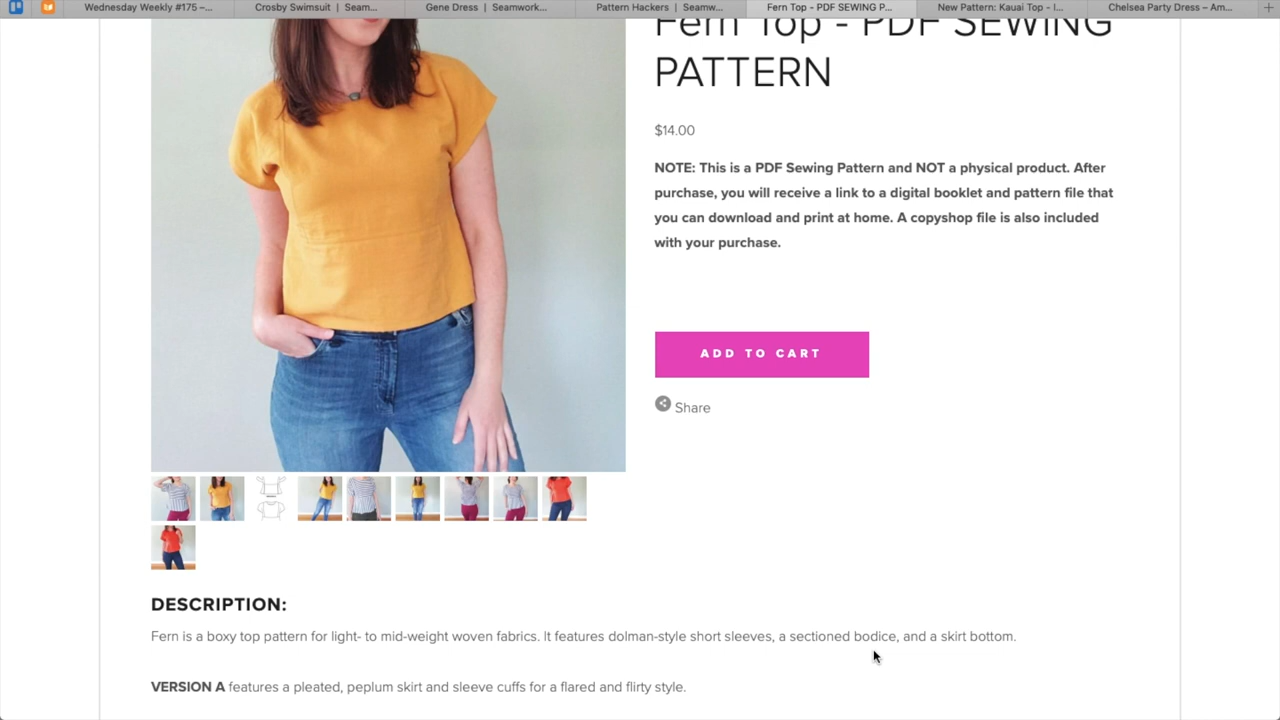 Wednesday Weekly #175 –...
Crosby Swimsuit | Seam...
Gene Dress | Seamwork...
Pattern Hackers | Seamw...
Fern Top - PDF SEWING P...
New Pattern: Kauai Top - I...
Chelsea Party Dress – Am...
Fern Top - PDF SEWING
PATTERN
$14.00
NOTE: This is a PDF Sewing Pattern and NOT a physical product. After
purchase, you will receive a link to a digital booklet and pattern file that
you can download and print at home. A copyshop file is also included
with your purchase.
ADD TO CART
Share
DESCRIPTION:
Fern is a boxy top pattern for light- to mid-weight woven fabrics. It features dolman-style short sleeves, a sectioned bodice, and a skirt bottom.
VERSION A features a pleated, peplum skirt and sleeve cuffs for a flared and flirty style.